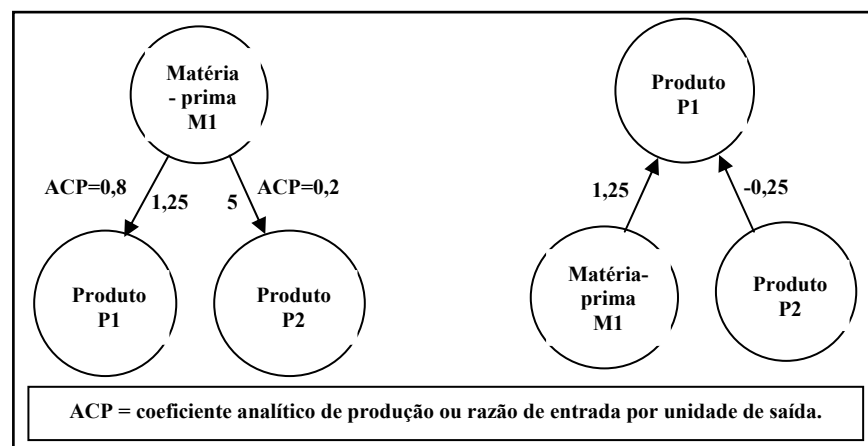 Matéria
- prima
M1
ACP=0,8
1,25
5
ACP=0,2
Produto
P1
Produto
P2
Produto
P1
1,25
-0,25
Matéria-
prima
M1
Produto
P2
ACP = coeficiente analítico de produção ou razão de entrada por unidade de saída.